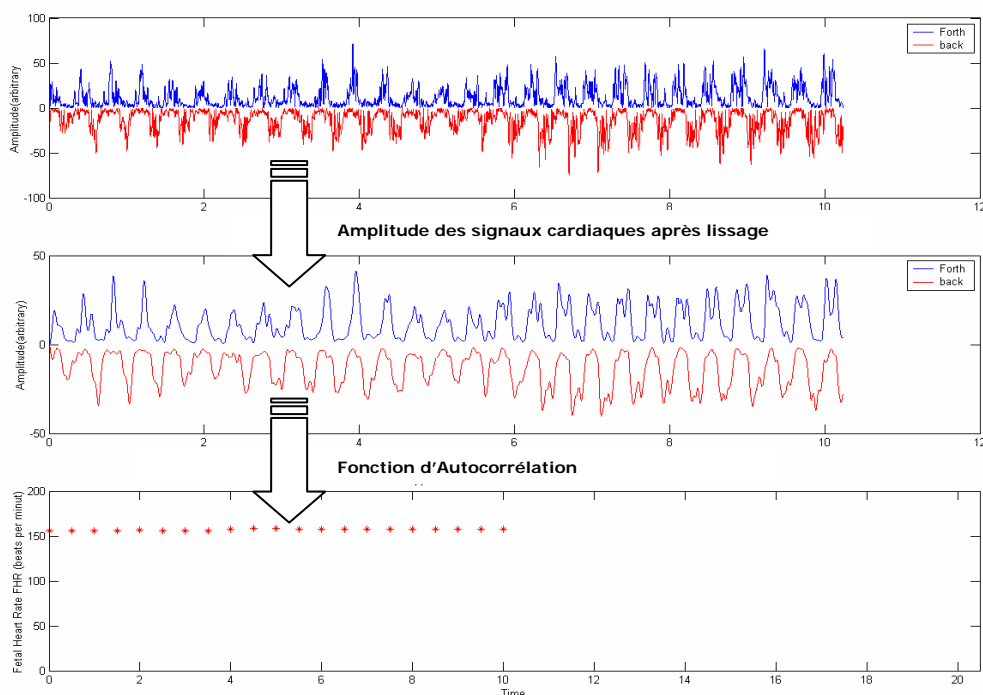 100
50
0
-50
-100
Amplitude(arbitrary
Forth
back
0 2 4 6 8 10 12
Amplitude des signaux cardiaques après lissage
50
0
-50
Amplitude(arbitrary)
Forth
back
0 2 4 6 8 10 12
Fonction d'Autocorrélation
200
150
100
50
0
Fetal Heart Rate FHR (beats per minut)
0 2 4 6 8 10 12 14 16 18 20
Time